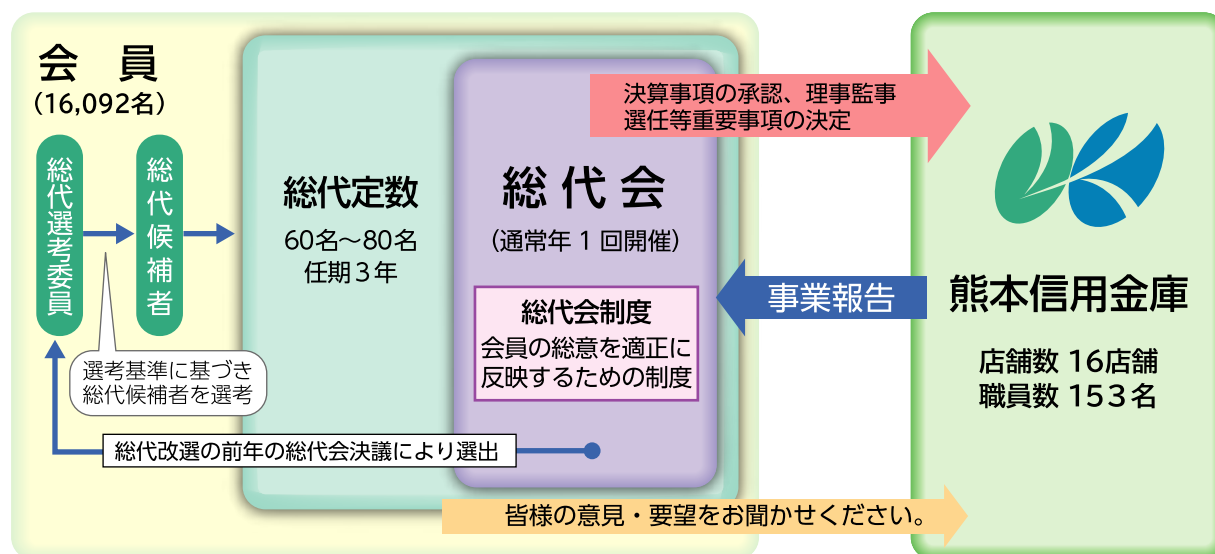 会員
(16,092名)
総代選考委員
総代候補者
選考基準に基づき
総代候補者を選考
総代定数
60名～80名
任期3年
総代会
(通常年1回開催)
総代会制度
会員の総意を適正に
反映するための制度
総代改選の前年の総代会決議により選出
決算事項の承認、理事監事
選任等重要事項の決定
事業報告
皆様の意見・要望をお聞かせください。
熊本信用金庫
店舗数 16店舗
職員数 153名